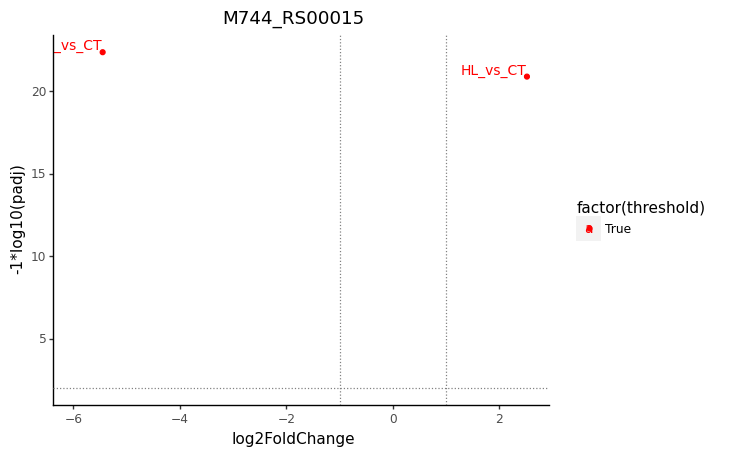 M744_RS00015
_vs_CT
HL_vs_CT
20
15
10
5
-1*log10(padj)
−6
−4
−2
0
2
log2FoldChange
factor(threshold)
a True